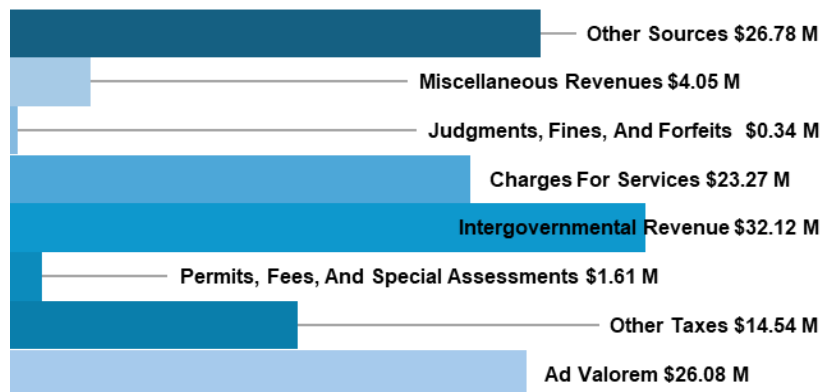 Other Sources $26.78 M
Miscellaneous Revenues $4.05 M
Judgments, Fines, And Forfeits $0.34 M
Charges For Services $23.27 M
Intergovernmental Revenue $32.12 M
Permits, Fees, And Special Assessments $1.61 M
Other Taxes $14.54 M
Ad Valorem $26.08 M